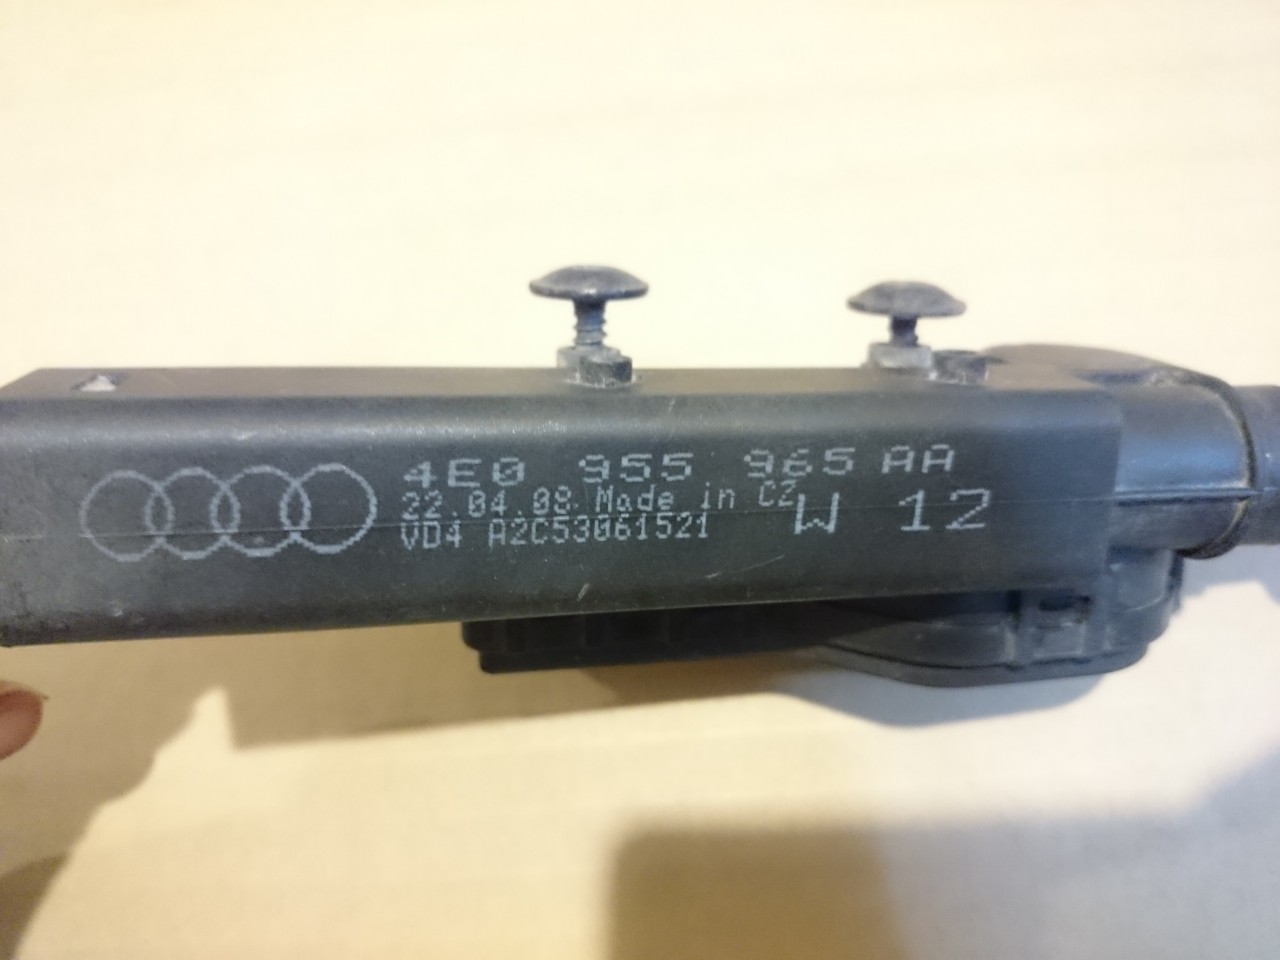 4E0 955 965 AA
22.04.08 Made in CZ
VD4 A2C53061521
W 12